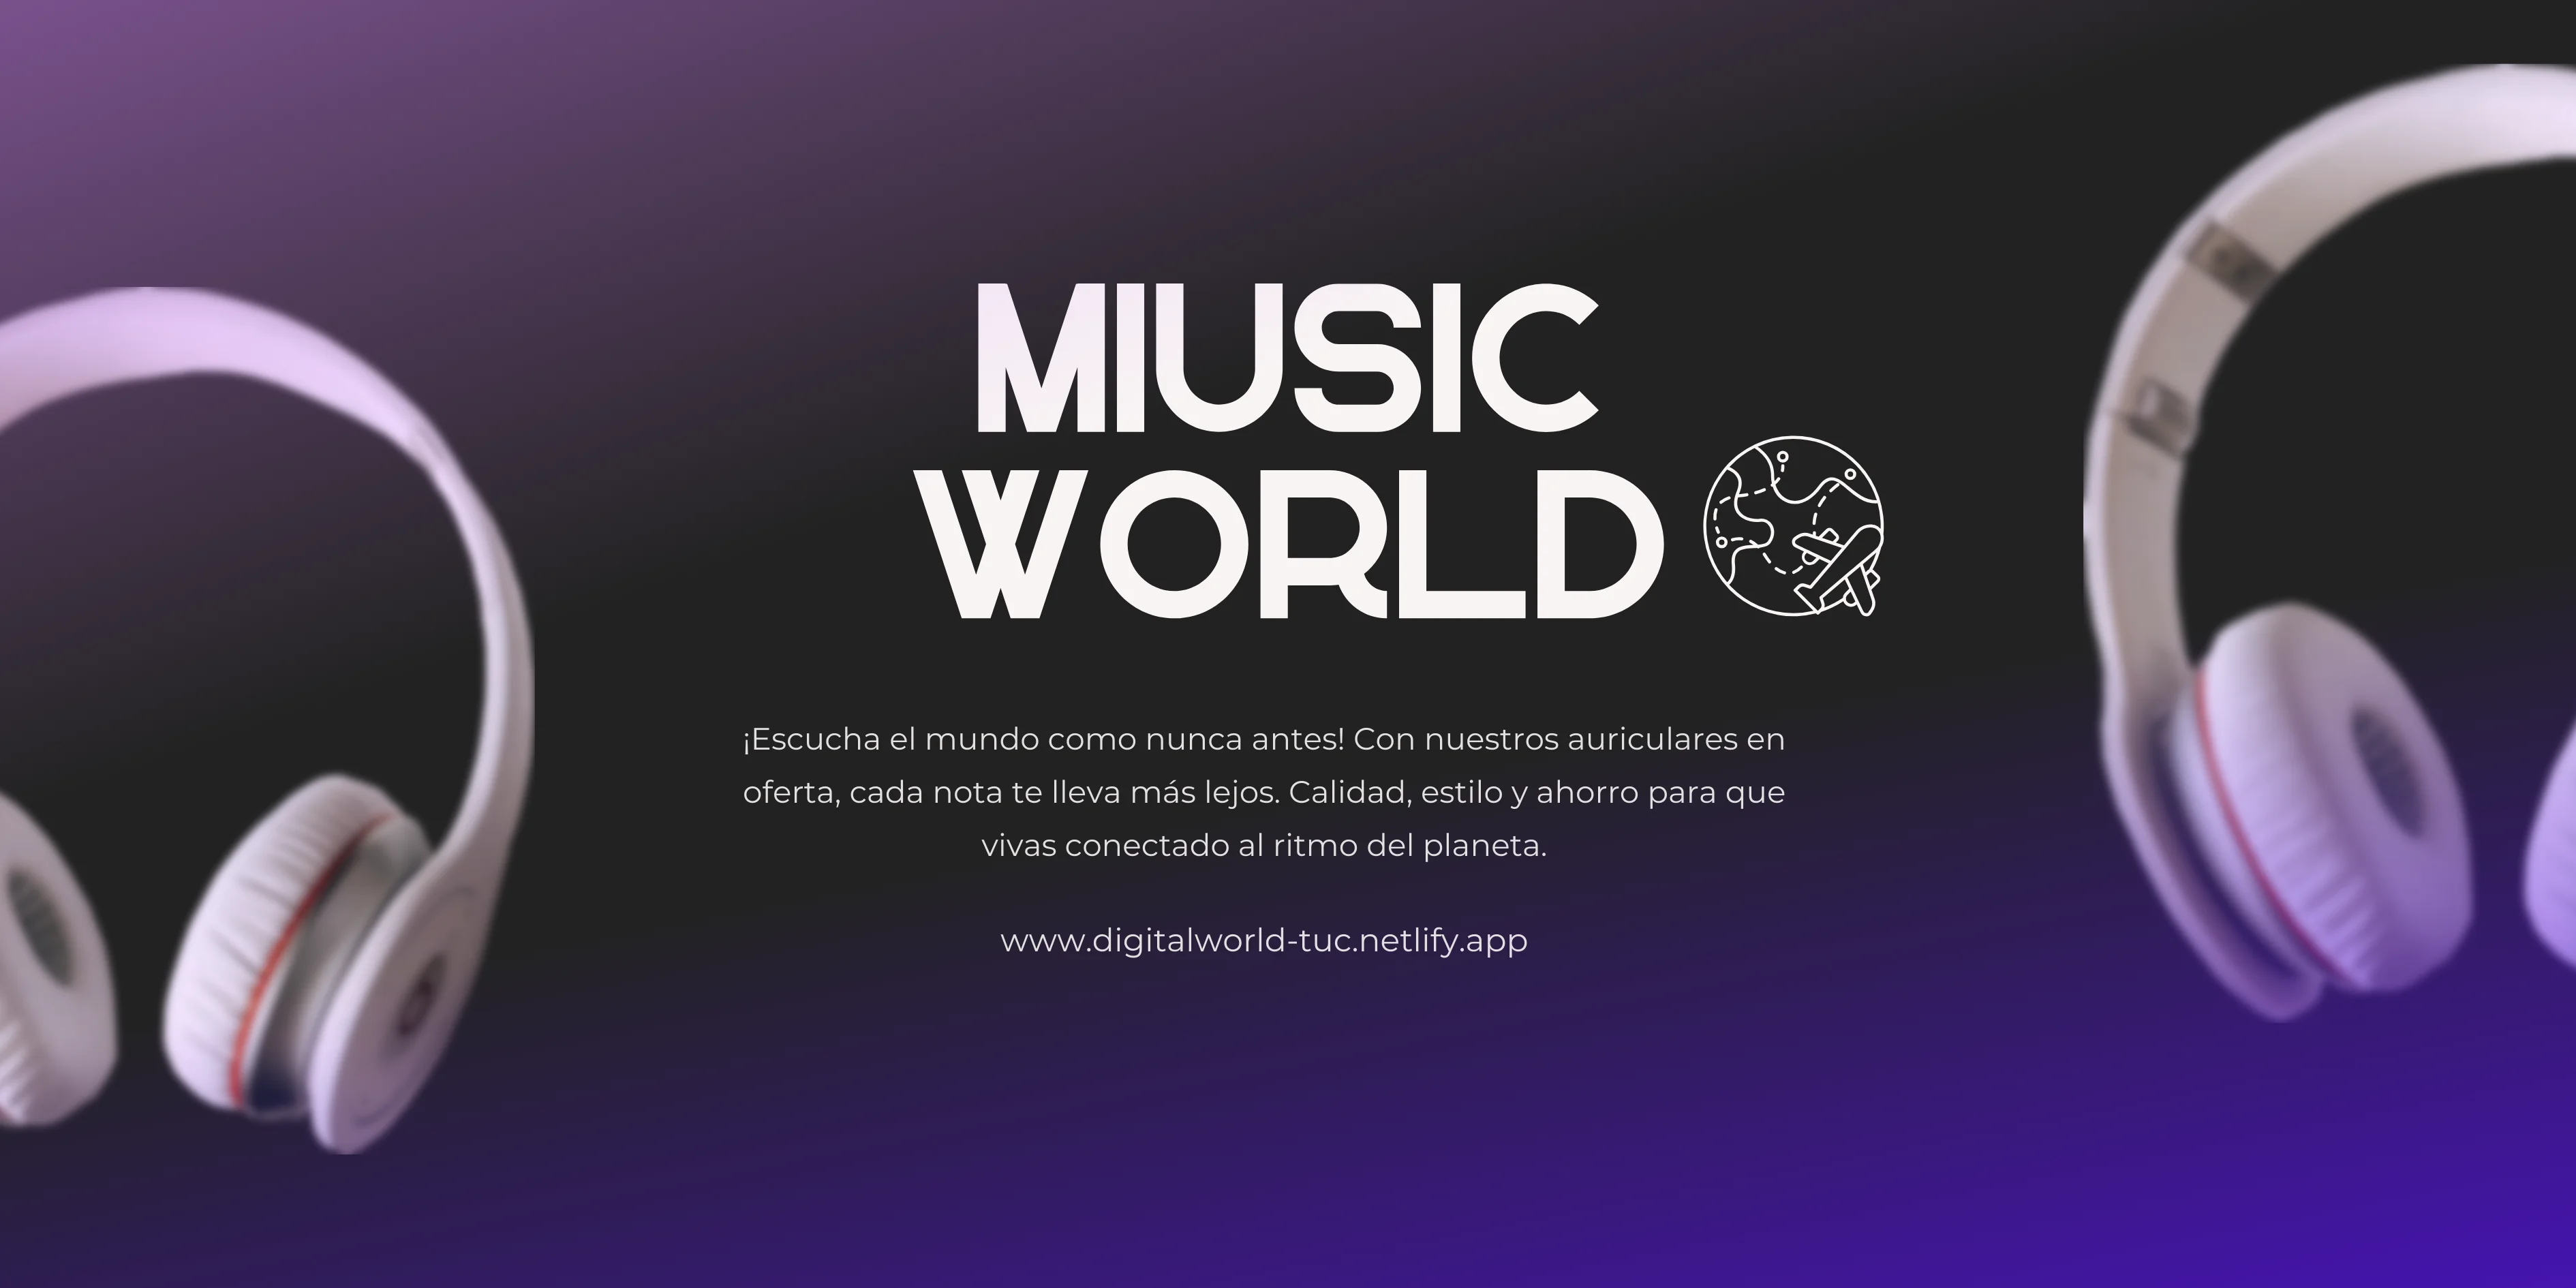 MIUSIC
WORLD
¡Escucha el mundo como nunca antes! Con nuestros auriculares en
oferta, cada nota te lleva más lejos. Calidad, estilo y ahorro para que
vivas conectado al ritmo del planeta.
www.digitalworld-tuc.netlify.app